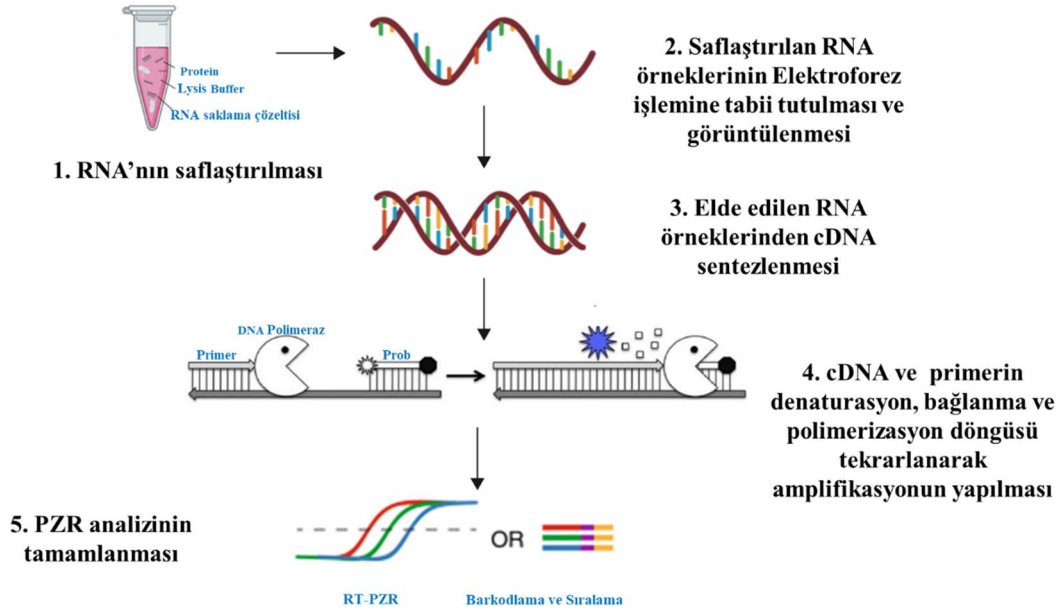 Protein
Lysis Buffer
RNA saklama çözeltisi
1. RNA’nın saflaştırılması
2. Saflaştırılan RNA
örneklerinin Elektroforez
işlemine tabii tutulması ve
görüntülenmesi
3. Elde edilen RNA
örneklerinden cDNA
sentezlenmesi
DNA Polimeraz
Primer
Prob
4. cDNA ve primerin
denaturasyon, bağlanma ve
polimerizasyon döngüsü
tekrarlanarak
amplifikasyonun yapılması
5. PZR analizinin
tamamlanması
OR
RT-PZR
Barkodlama ve Sıralama